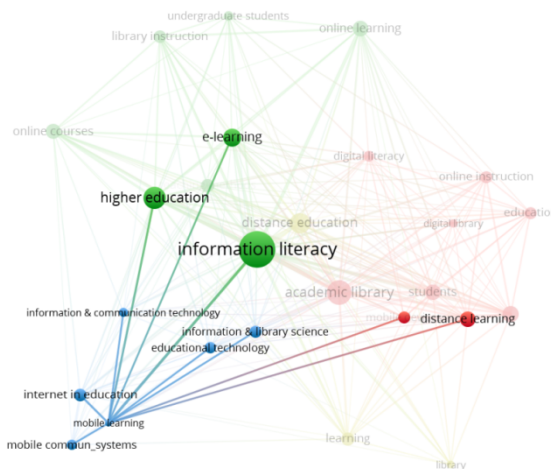 undergraduate students
library instruction
online learning
online courses
e-learning
digital literacy
online instruction
higher education
educatio
distance education
digital library
information literacy
academic library
students
information & communication technology
distance learning
information & library science
educational technology
internet in education
mobile learning
learning
mobile commun_systems
library